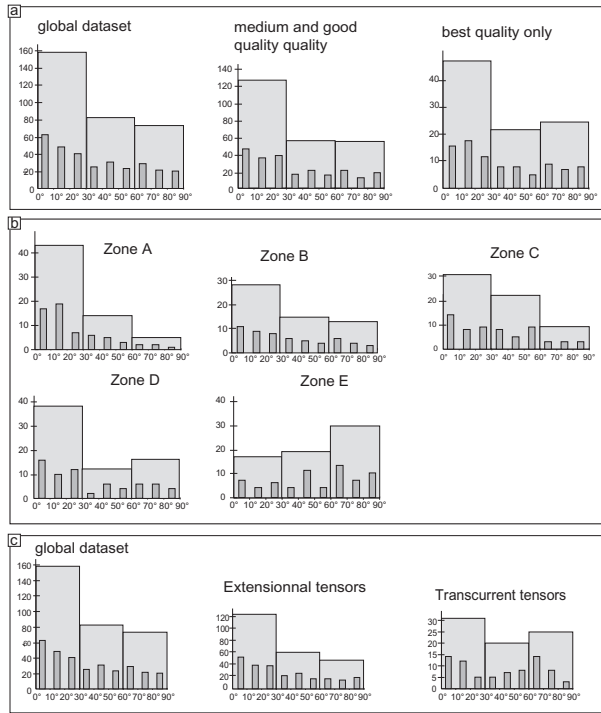 a
global dataset
medium and good
quality quality
best quality only
160
140
120
100
80
60
40
20
0
0° 10° 20° 30° 40° 50° 60° 70° 80° 90°
140
120
100
80
60
40
20
0
0° 10° 20° 30° 40° 50° 60° 70° 80° 90°
40
30
20
10
0
0° 10° 20° 30° 40° 50° 60° 70° 80° 90°
b
Zone A
40
30
20
10
0
0° 10° 20° 30° 40° 50° 60° 70° 80° 90°
Zone B
30
20
10
0
0° 10° 20° 30° 40° 50° 60° 70° 80° 90°
Zone C
30
20
10
0
0° 10° 20° 30° 40° 50° 60° 70° 80° 90°
Zone D
40
30
20
10
0
0° 10° 20° 30° 40° 50° 60° 70° 80° 90°
Zone E
40
30
20
10
0
0° 10° 20° 30° 40° 50° 60° 70° 80° 90°
c
global dataset
160
140
120
100
80
60
40
20
0
0° 10° 20° 30° 40° 50° 60° 70° 80° 90°
Extensionnal tensors
120
100
80
60
40
20
0
0° 10° 20° 30° 40° 50° 60° 70° 80° 90°
Transcurrent tensors
30
25
20
15
10
5
0
0° 10° 20° 30° 40° 50° 60° 70° 80° 90°